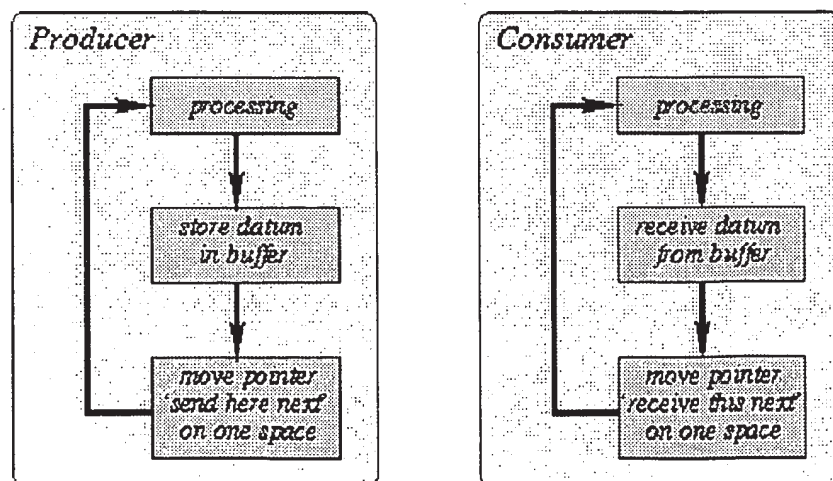 Producer
processing
store datum
in buffer
move pointer
'send here next'
on one space
Consumer
processing
receive datum
from buffer
move pointer
'receive this next'
on one space